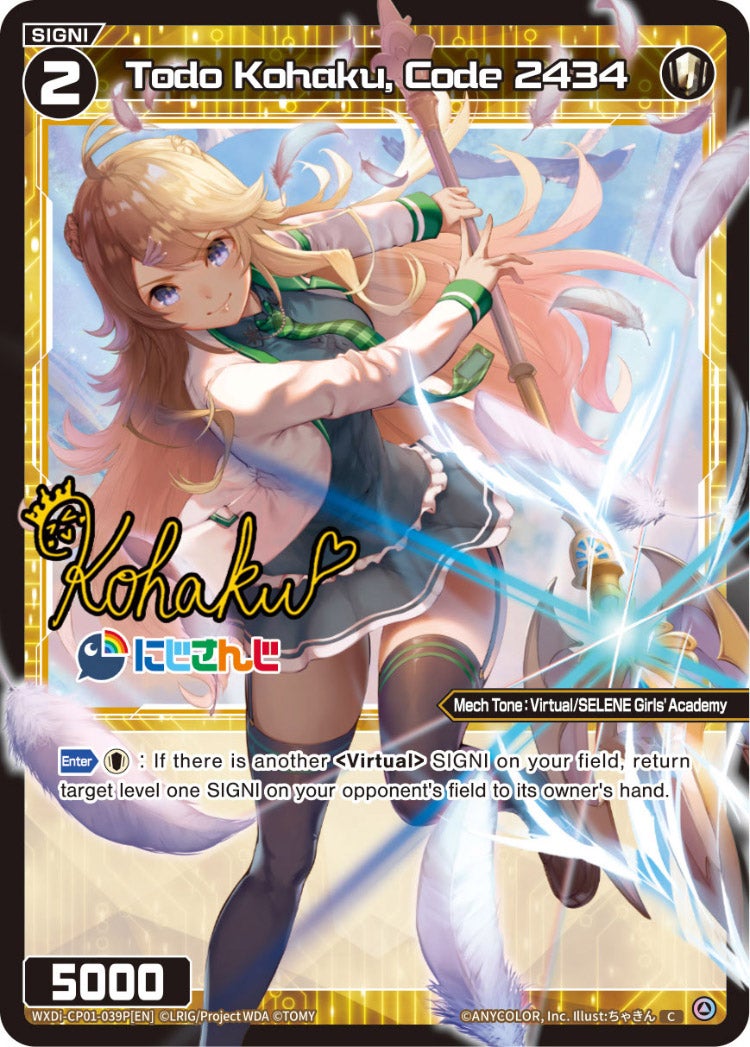 SIGNI
2
Todo Kohaku, Code 2434
Kohaku
にじさんじ
Mech Tone : Virtual/SELENE Girls' Academy
Enter : If there is another <Virtual> SIGNI on your field, return
target level one SIGNI on your opponent's field to its owner's hand.
5000
WXDi-CP01-039P[EN] ©LRIG/Project WDA ©TOMY
©ANYCOLOR, Inc. Illust:ちゃきん C